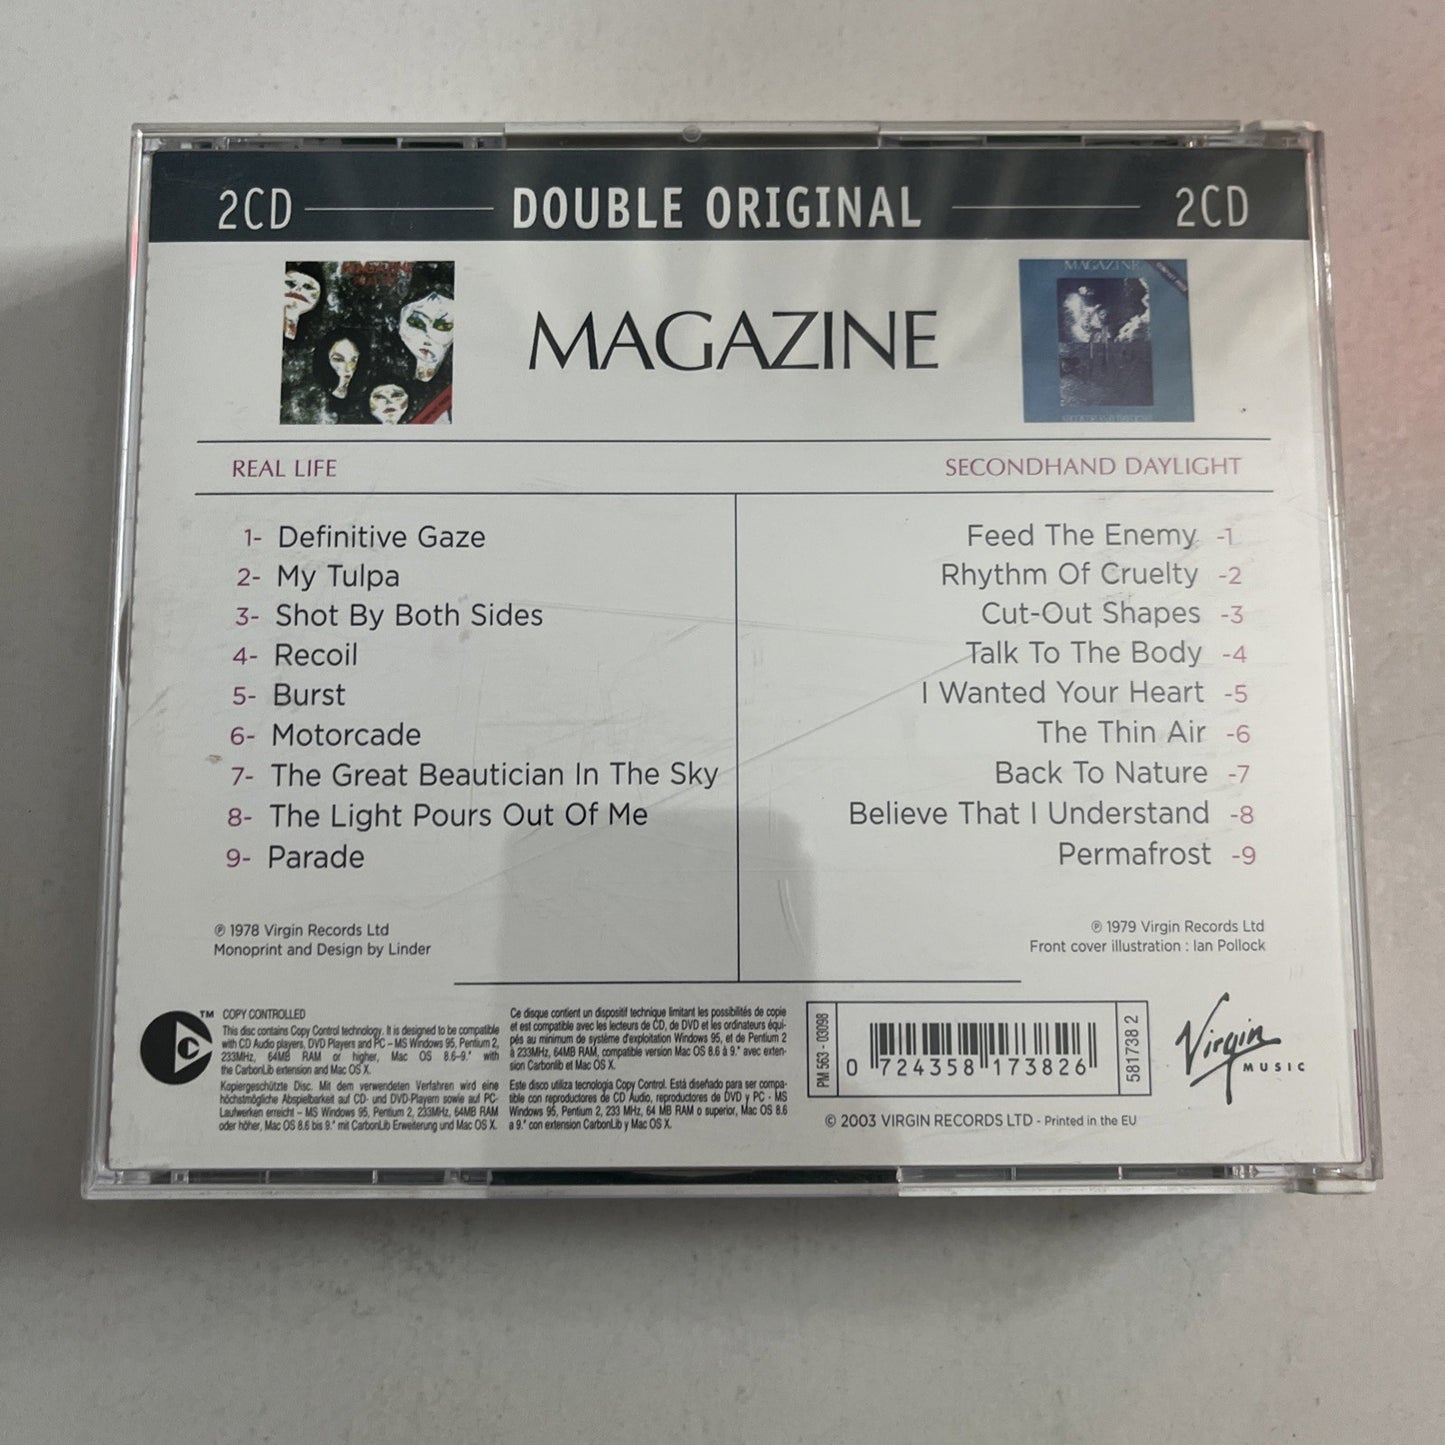 2CD
DOUBLE ORIGINAL
2CD
MAGAZINE
MAGAZINE
MAGAZINE
REAL LIFE
SECONDHAND DAYLIGHT
1- Definitive Gaze
2- My Tulpa
3- Shot By Both Sides
4- Recoil
5- Burst
6- Motorcade
7- The Great Beautician In The Sky
8- The Light Pours Out Of Me
9- Parade
Feed The Enemy -1
Rhythm Of Cruelty -2
Cut-Out Shapes -3
Talk To The Body -4
I Wanted Your Heart -5
The Thin Air -6
Back To Nature -7
Believe That I Understand -8
Permafrost -9
℗ 1978 Virgin Records Ltd
Monoprint and Design by Linder
℗ 1979 Virgin Records Ltd
Front cover illustration : Ian Pollock
TM
C
COPY CONTROLLED
This disc contains Copy Control technology. It is designed to be compatible
with CD Audio players, DVD Players and PC – MS Windows 95, Pentium 2,
233MHz, 64MB RAM or higher, Mac OS 8.6-9.* with
the CarbonLib extension and Mac OS X.
Kopiergeschützte Disc. Mit dem verwendeten Verfahren wird eine
höchstmögliche Abspielbarkeit auf CD- und DVD-Playern sowie auf PC-
Laufwerken erreicht – MS Windows 95, Pentium 2, 233MHz, 64MB RAM
oder höher, Mac OS 8.6 bis 9.* mit CarbonLib Erweiterung und Mac OS X.
Ce disque contient un dispositif technique limitant les possibilités de copie
et est compatible avec les lecteurs de CD, de DVD et les ordinateurs équi-
pés au minimum de système d'exploitation Windows 95, et de Pentium 2
à 233MHz, 64MB RAM, compatible version Mac OS 8.6 à 9.* avec exten-
sion Carbonlib et Mac OS X.
Este disco utiliza tecnología Copy Control. Está diseñado para ser compa-
tible con reproductores de CD Audio, reproductores de DVD y PC - MS
Windows 95, Pentium 2, 233 MHz, 64 MB RAM o superior, Mac OS 8.6
a 9.* con extension CarbonLib y Mac OS X.
PM 563 - 03098
0 724358 173826
581738 2
© 2003 VIRGIN RECORDS LTD - Printed in the EU
Virgin
MUSIC